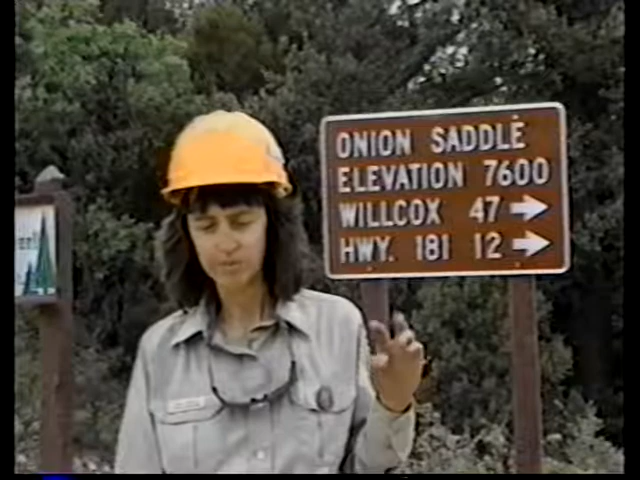 ONION SADDLE
ELEVATION 7600
WILLCOX 47 →
HWY. 181 12 →